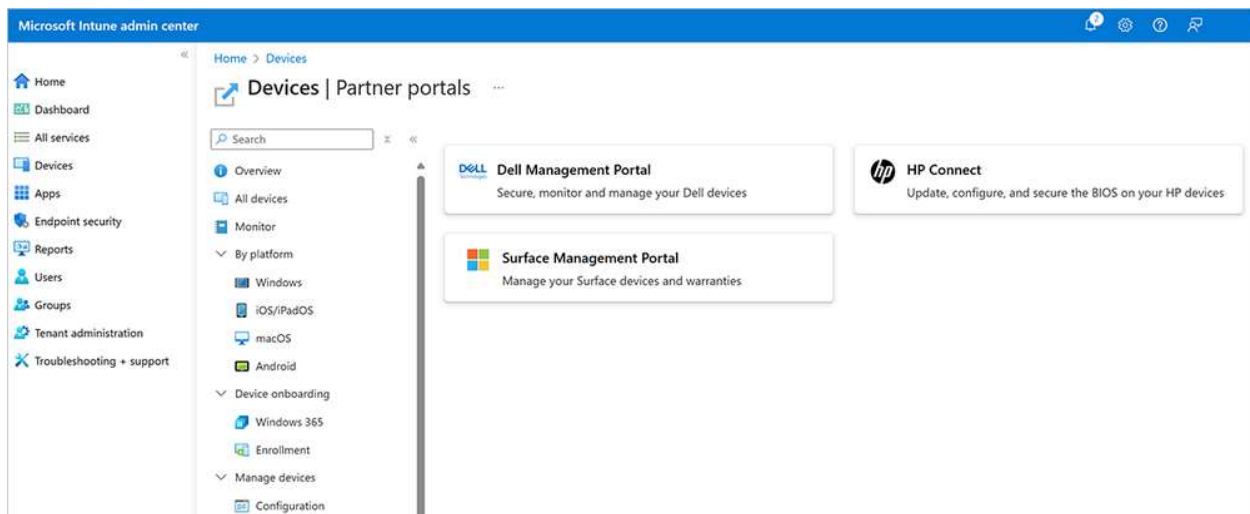 Microsoft Intune admin center
2
«
Home
Dashboard
All services
Devices
Apps
Endpoint security
Reports
Users
Groups
Tenant administration
Troubleshooting + support
Home > Devices
Devices | Partner portals ...
Search
«
Overview
All devices
Monitor
By platform
Windows
iOS/iPadOS
macOS
Android
Device onboarding
Windows 365
Enrollment
Manage devices
Configuration
DELL
Technologies
Dell Management Portal
Secure, monitor and manage your Dell devices
hp
HP Connect
Update, configure, and secure the BIOS on your HP devices
Surface Management Portal
Manage your Surface devices and warranties